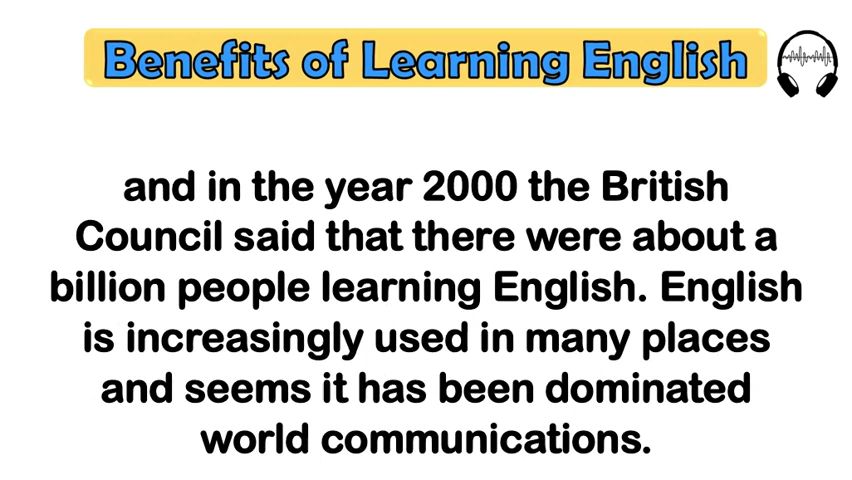 Benefits of Learning English
and in the year 2000 the British
Council said that there were about a
billion people learning English. English
is increasingly used in many places
and seems it has been dominated
world communications.